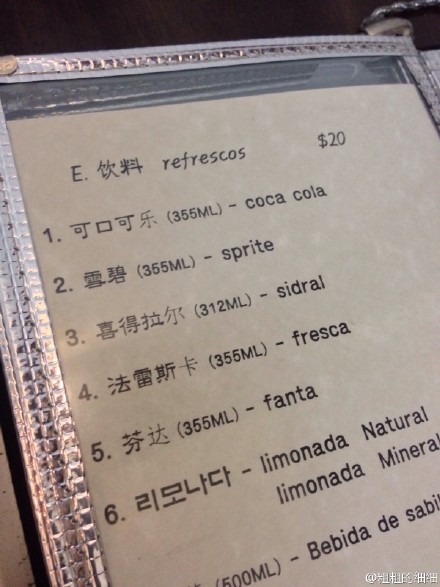 E. 饮料 refrescos $20
1. 可口可乐 (355ML) - coca cola
2. 雪碧 (355ML) - sprite
3. 喜得拉尔 (312ML) - sidral
4. 法雷斯卡 (355ML) - fresca
5. 芬达 (355ML) - fanta
6. 리모나다 - limonada Natural
limonada Mineral
(500ML) - Bebida de sabi